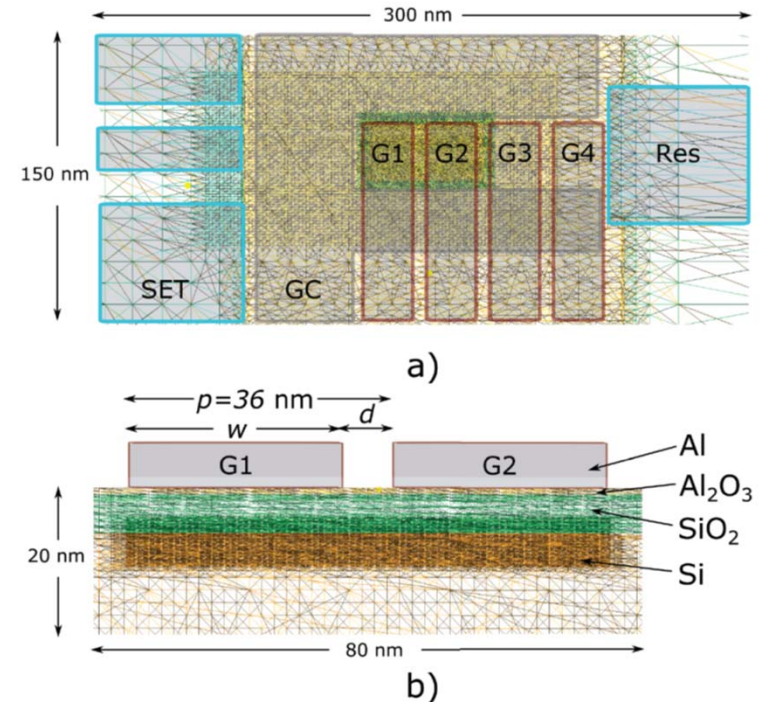 300 nm
150 nm
G1 G2 G3 G4 Res
SET GC
a)
p=36 nm
w d
G1 G2
Al
Al₂O₃
SiO₂
20 nm
Si
80 nm
b)